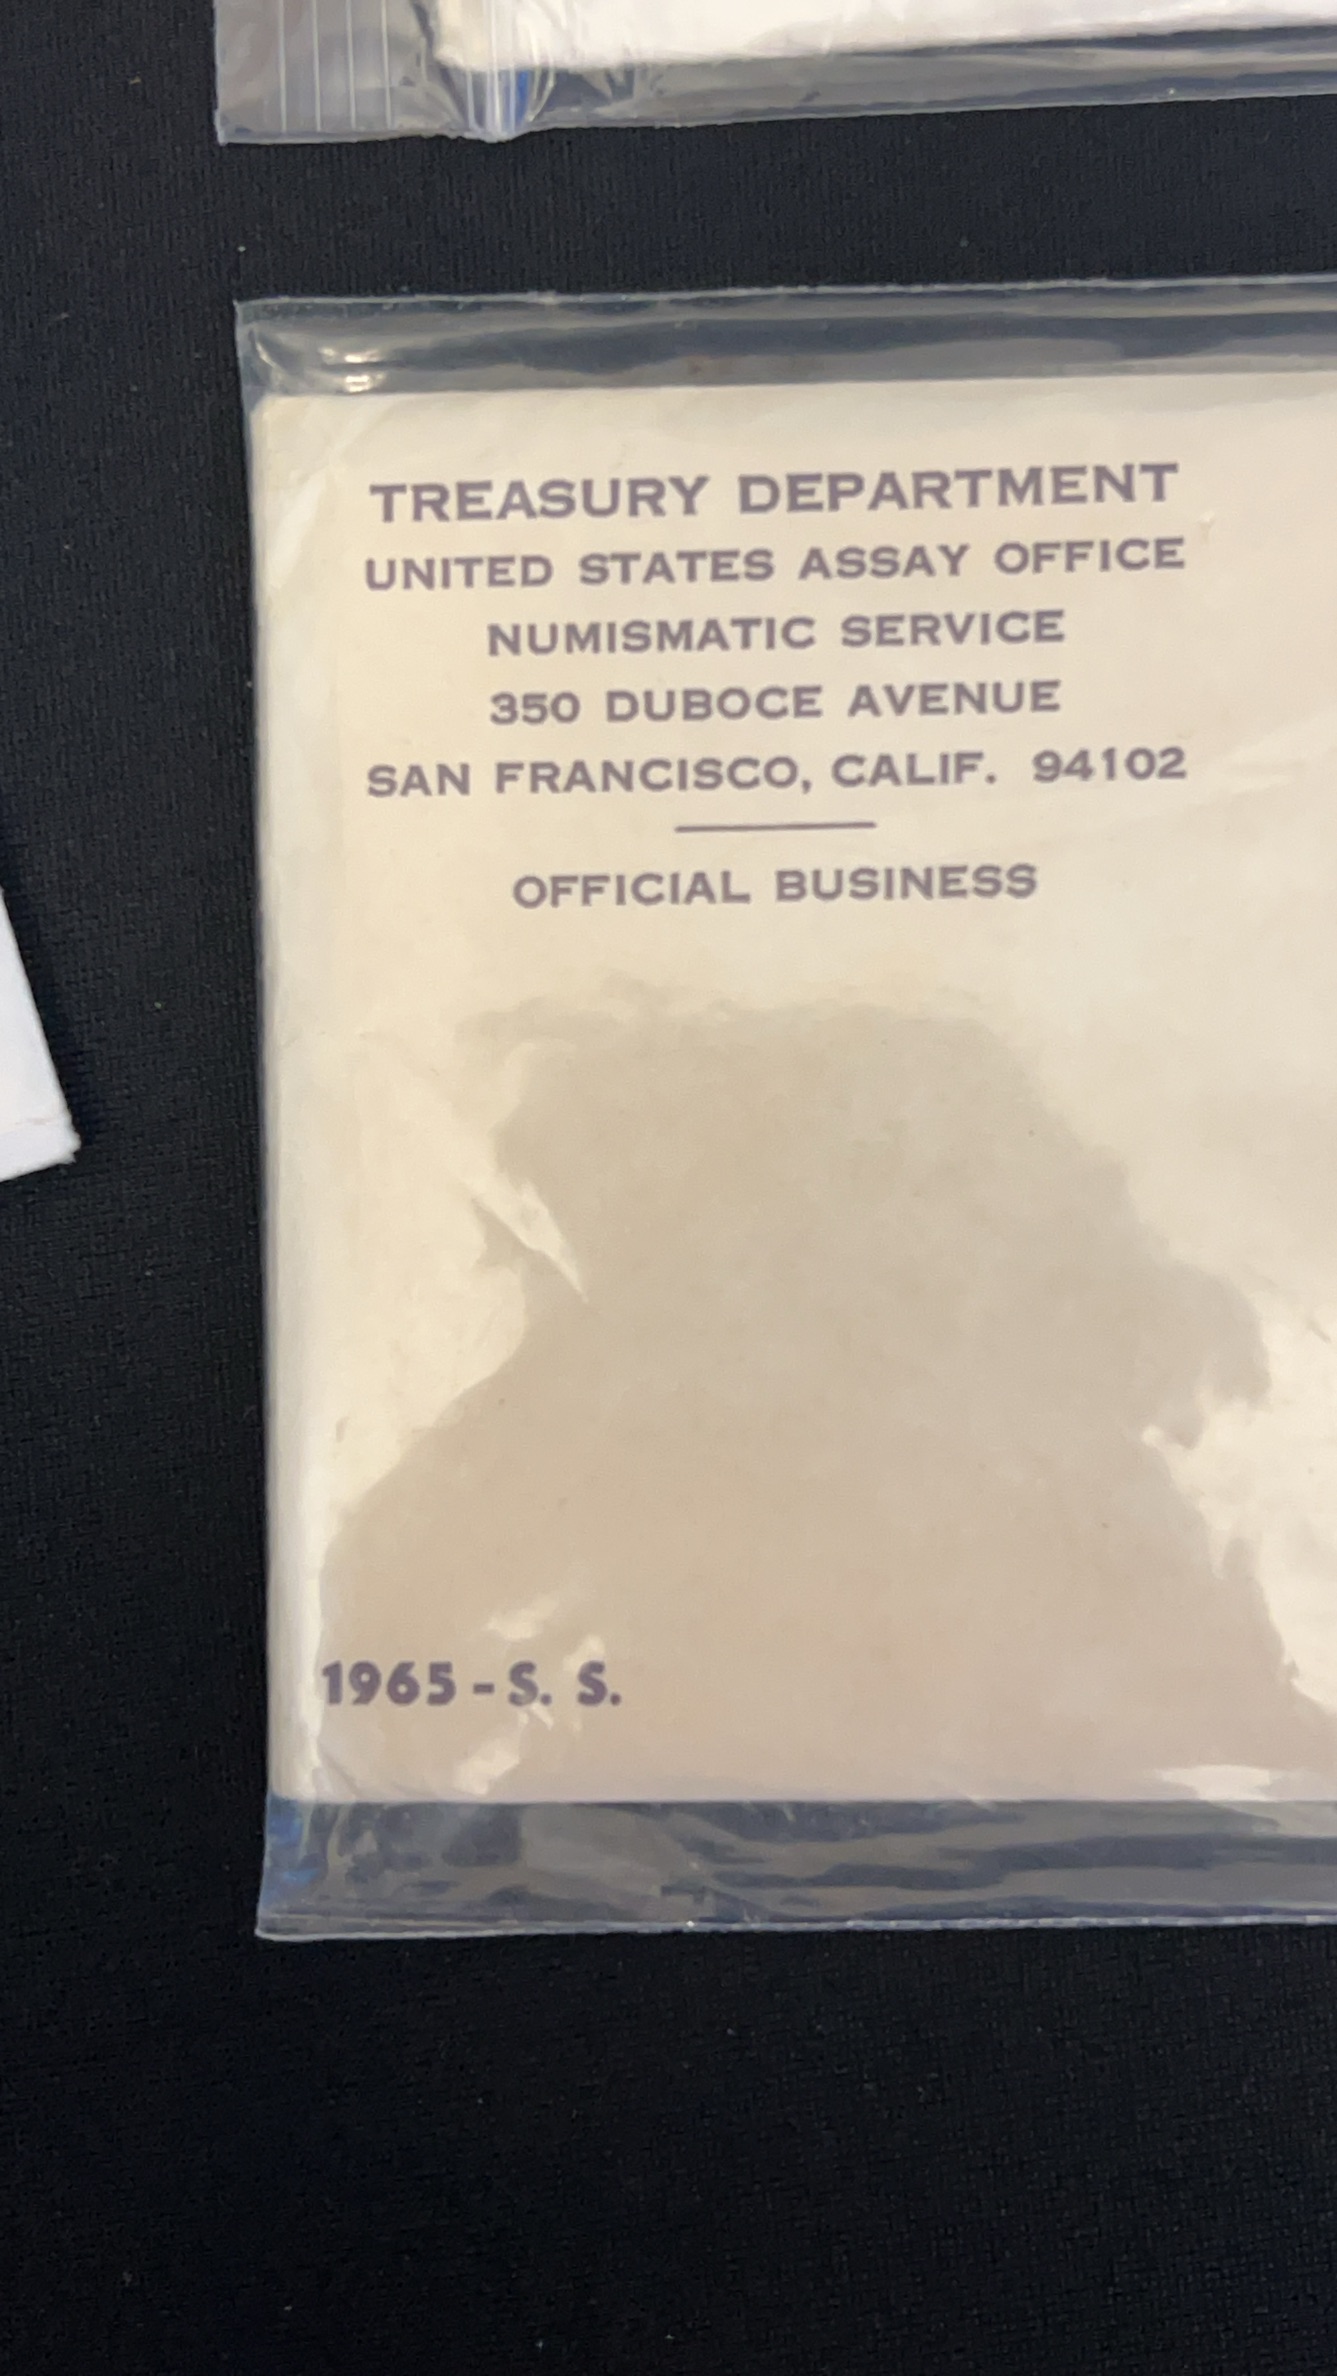 TREASURY DEPARTMENT
UNITED STATES ASSAY OFFICE
NUMISMATIC SERVICE
350 DUBOCE AVENUE
SAN FRANCISCO, CALIF. 94102
OFFICIAL BUSINESS
1965 - S. S.